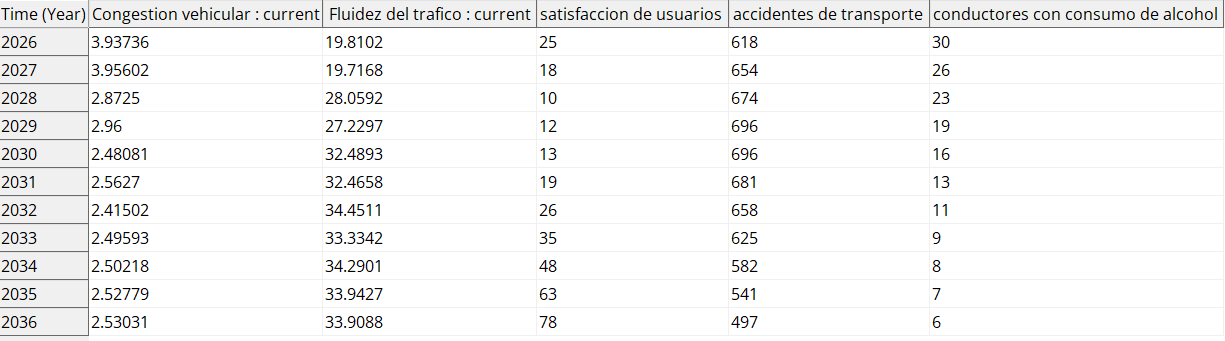 Time (Year) Congestion vehicular : current Fluidez del trafico : current satisfaccion de usuarios accidentes de transporte conductores con consumo de alcohol
2026 3.93736 19.8102 25 618 30
2027 3.95602 19.7168 18 654 26
2028 2.8725 28.0592 10 674 23
2029 2.96 27.2297 12 696 19
2030 2.48081 32.4893 13 696 16
2031 2.5627 32.4658 19 681 13
2032 2.41502 34.4511 26 658 11
2033 2.49593 33.3342 35 625 9
2034 2.50218 34.2901 48 582 8
2035 2.52779 33.9427 63 541 7
2036 2.53031 33.9088 78 497 6